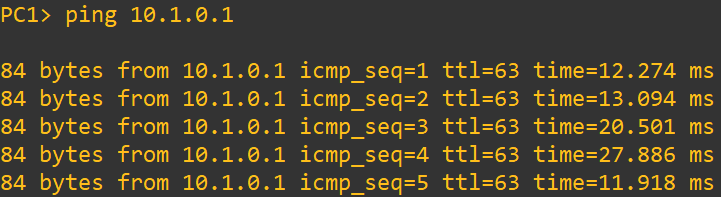 PC1> ping 10.1.0.1
84 bytes from 10.1.0.1 icmp_seq=1 ttl=63 time=12.274 ms
84 bytes from 10.1.0.1 icmp_seq=2 ttl=63 time=13.094 ms
84 bytes from 10.1.0.1 icmp_seq=3 ttl=63 time=20.501 ms
84 bytes from 10.1.0.1 icmp_seq=4 ttl=63 time=27.886 ms
84 bytes from 10.1.0.1 icmp_seq=5 ttl=63 time=11.918 ms